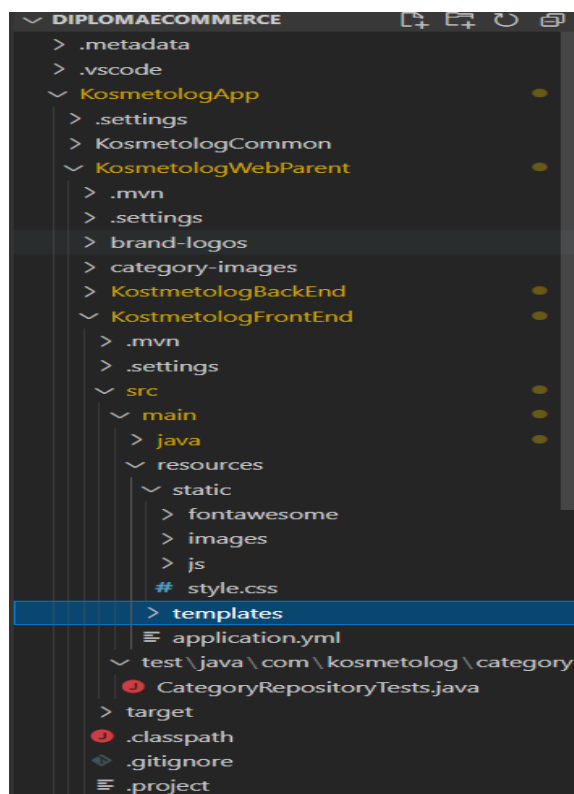 DIPLOMAECOMMERCE
.metadata
.vscode
KosmetologApp
.settings
KosmetologCommon
KosmetologWebParent
.mvn
.settings
brand-logos
category-images
KostmetologBackEnd
KostmetologFrontEnd
.mvn
.settings
src
main
java
resources
static
fontawesome
images
js
# style.css
templates
application.yml
test\java\com\kosmetolog\category
J CategoryRepositoryTests.java
target
J .classpath
.gitignore
.project